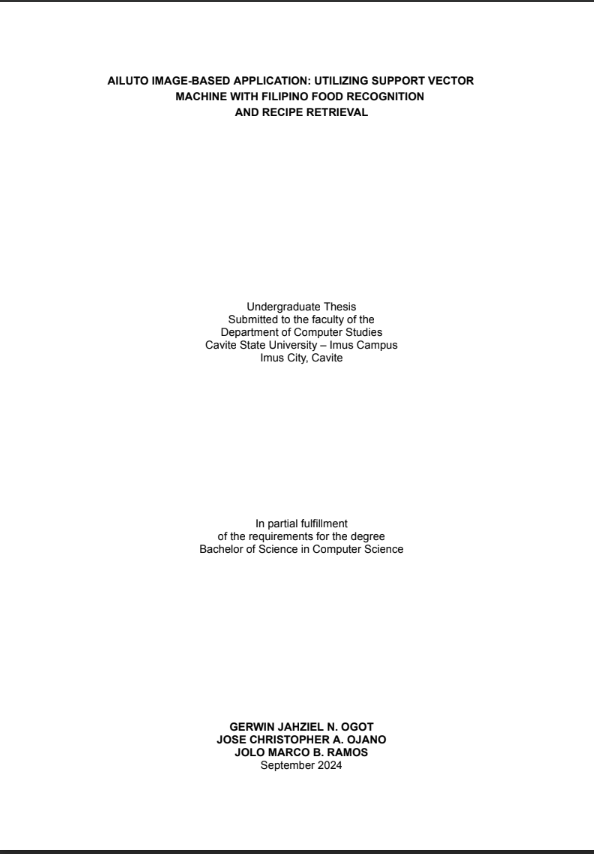 AILUTO IMAGE-BASED APPLICATION: UTILIZING SUPPORT VECTOR
MACHINE WITH FILIPINO FOOD RECOGNITION
AND RECIPE RETRIEVAL
Undergraduate Thesis
Submitted to the faculty of the
Department of Computer Studies
Cavite State University – Imus Campus
Imus City, Cavite
In partial fulfillment
of the requirements for the degree
Bachelor of Science in Computer Science
GERWIN JAHZIEL N. OGOT
JOSE CHRISTOPHER A. OJANO
JOLO MARCO B. RAMOS
September 2024